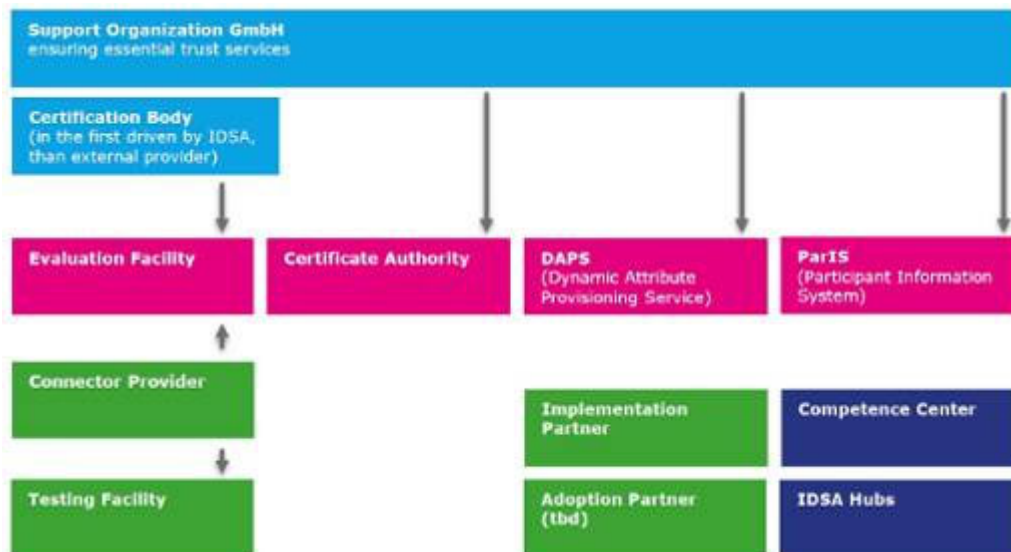 Support Organization GmbH
ensuring essential trust services
Certification Body
(in the first driven by IDSA,
than external provider)
Evaluation Facility
Certificate Authority
DAPS
(Dynamic Attribute
Provisioning Service)
ParIS
(Participant Information
System)
Connector Provider
Implementation
Partner
Competence Center
Testing Facility
Adoption Partner
(tbd)
IDSA Hubs